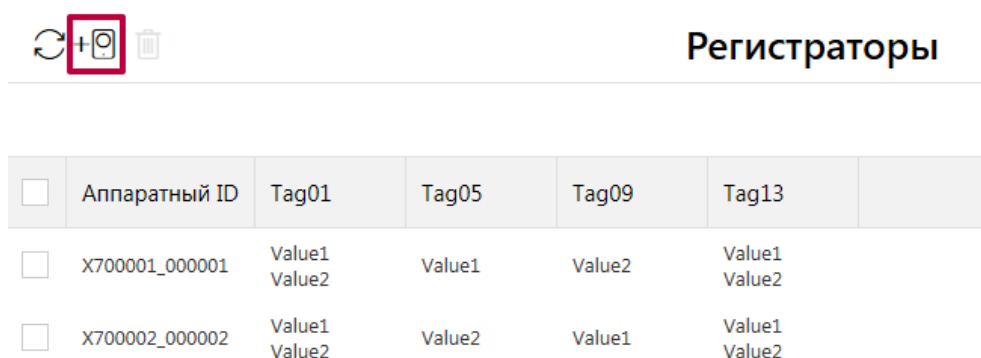 Регистраторы
Аппаратный ID Tag01 Tag05 Tag09 Tag13
X700001_000001 Value1 Value2 Value1 Value2 Value1 Value2
X700002_000002 Value1 Value2 Value2 Value1 Value1 Value2